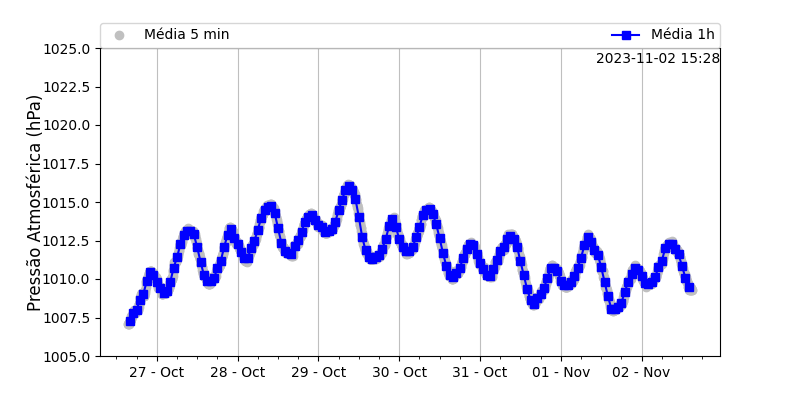 Média 5 min
Média 1h
2023-11-02 15:28
Pressão Atmosférica (hPa)
1025.0
1022.5
1020.0
1017.5
1015.0
1012.5
1010.0
1007.5
1005.0
27 - Oct
28 - Oct
29 - Oct
30 - Oct
31 - Oct
01 - Nov
02 - Nov